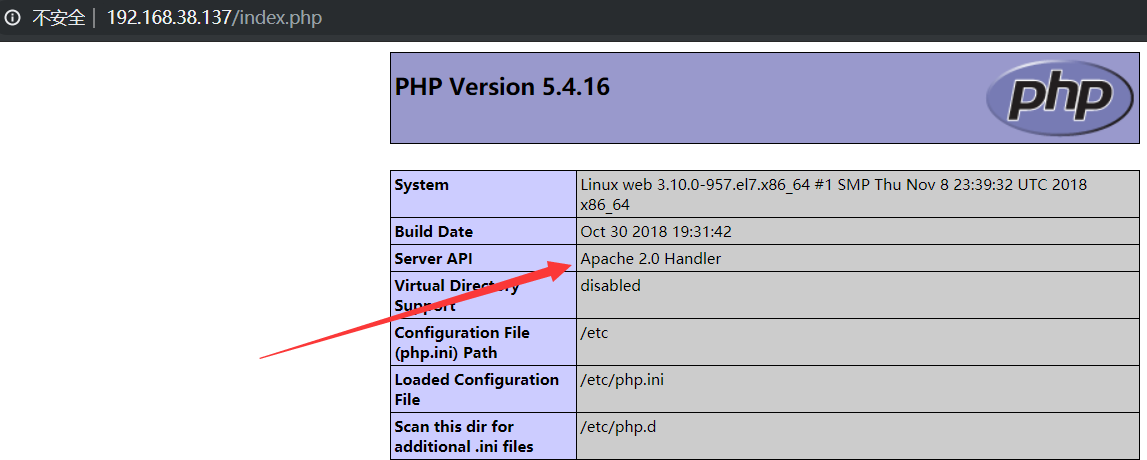 不安全 192.168.38.137/index.php
PHP Version 5.4.16
php
System
Linux web 3.10.0-957.el7.x86_64 #1 SMP Thu Nov 8 23:39:32 UTC 2018
x86_64
Build Date
Oct 30 2018 19:31:42
Server API
Apache 2.0 Handler
Virtual Directory
Support
disabled
Configuration File
(php.ini) Path
/etc
Loaded Configuration
File
/etc/php.ini
Scan this dir for
additional .ini files
/etc/php.d